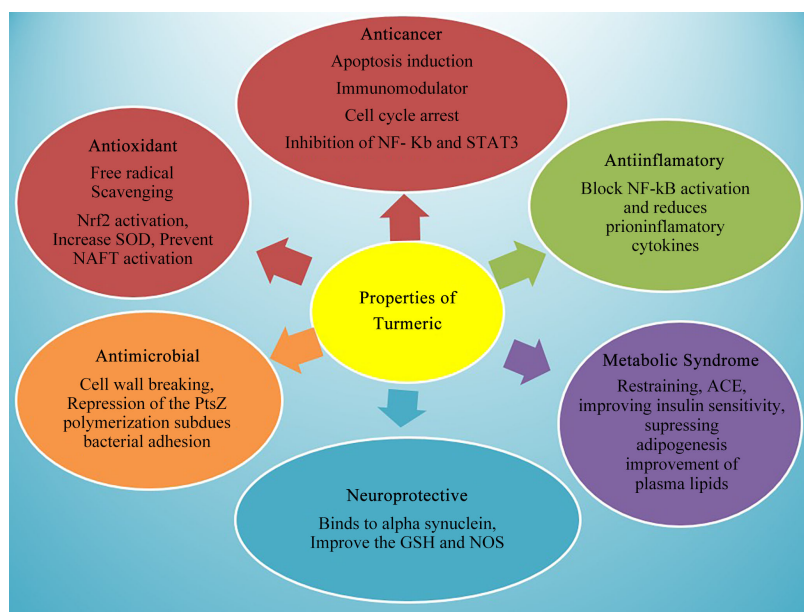 Anticancer
Apoptosis induction
Immunomodulator
Cell cycle arrest
Inhibition of NF- Kb and STAT3
Antioxidant
Free radical
Scavenging
Nrf2 activation,
Increase SOD, Prevent
NAFT activation
Antiinflamatory
Block NF-kB activation
and reduces
prioninflamatory
cytokines
Properties of
Turmeric
Antimicrobial
Cell wall breaking,
Repression of the PtsZ
polymerization subdues
bacterial adhesion
Metabolic Syndrome
Restraining, ACE,
improving insulin sensitivity,
supressing
adipogenesis
improvement of
plasma lipids
Neuroprotective
Binds to alpha synuclein,
Improve the GSH and NOS